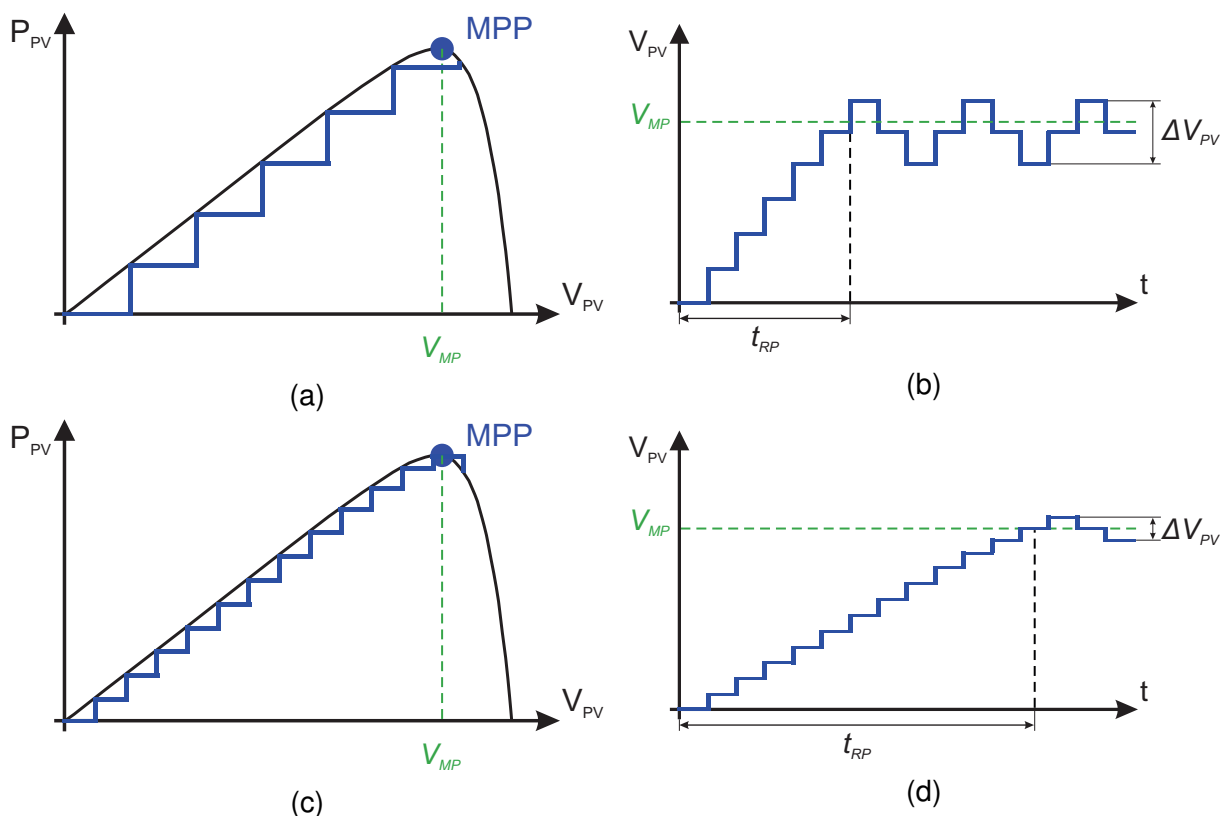 P_PV
MPP
V_PV
V_MP
(a)
V_PV
V_MP
ΔV_PV
t
t_RP
(b)
P_PV
MPP
V_PV
V_MP
(c)
V_PV
V_MP
ΔV_PV
t
t_RP
(d)